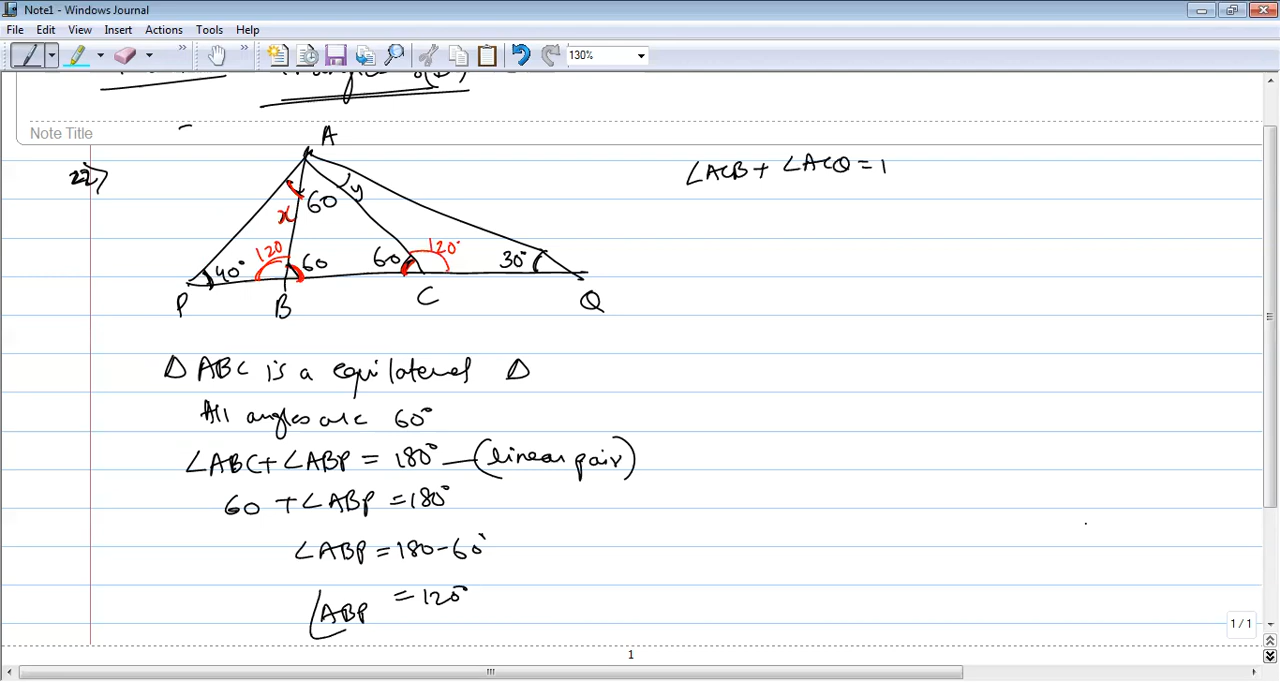 Note1 - Windows Journal
File Edit View Insert Actions Tools Help
130%
Note Title
22)
A
60
x
y
40°
120
60
60
120°
30°
P
B
C
Q
∠ACB + ∠ACQ = 1
Δ ABC is a equilateral Δ
All angles are 60°
∠ABC + ∠ABP = 180° — (linear pair)
60 + ∠ABP = 180°
∠ABP = 180 - 60°
∠ABP = 120°
1 / 1
1